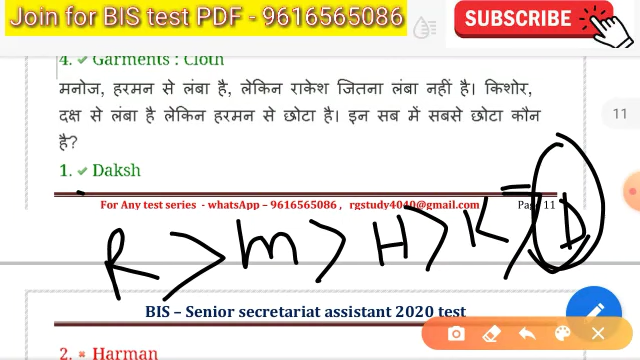 Join for BIS test PDF - 9616565086
SUBSCRIBE
4. ✓ Garments : Cloth
मनोज, हरमन से लंबा है, लेकिन राकेश जितना लंबा नहीं है। किशोर,
दक्ष से लंबा है लेकिन हरमन से छोटा है। इन सब में सबसे छोटा कौन
है?
11
1. ✓ Daksh
For Any test series - whatsApp – 9616565086 , rgstudy4040@gmail.com
Page 11
R > m > H > K > D
BIS – Senior secretariat assistant 2020 test
2. ✖ Harman